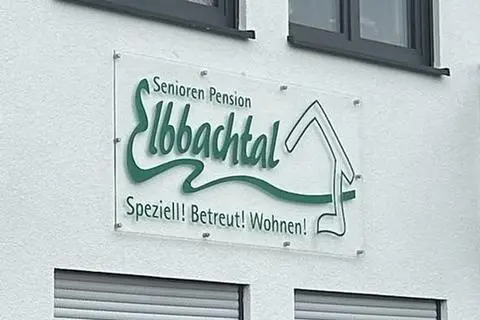 Senioren Pension
Elbbachtal
Speziell! Betreut! Wohnen!